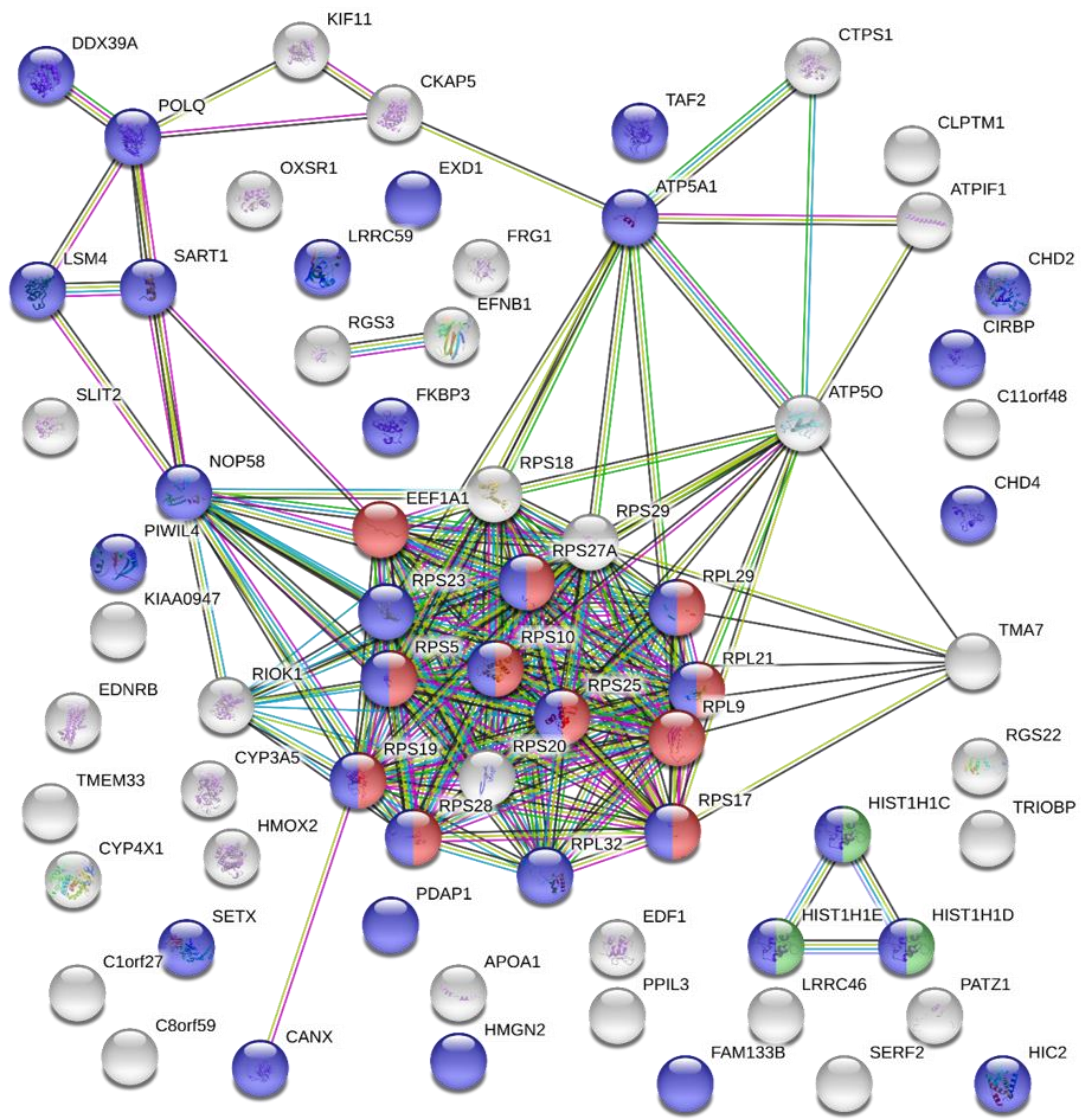 KIF11
DDX39A
CTPS1
CKAP5
POLQ
TAF2
CLPTM1
OXSR1
EXD1
ATP5A1
ATPIF1
LRRC59
FRG1
LSM4
SART1
CHD2
EFNB1
RGS3
CIRBP
SLIT2
ATP5O
C11orf48
FKBP3
NOP58
RPS18
CHD4
EEF1A1
RPS29
PIWIL4
RPS27A
RPS23
RPL29
KIAA0947
TMA7
RPS5
RPS10
RIOK1
RPL21
EDNRB
RPS25
RPL9
CYP3A5
RPS19
RPS20
RGS22
TMEM33
RPS28
RPS17
HIST1H1C
TRIOBP
HMOX2
CYP4X1
RPL32
PDAP1
SETX
EDF1
HIST1H1E
HIST1H1D
C1orf27
APOA1
PPIL3
LRRC46
PATZ1
C8orf59
CANX
HMGN2
FAM133B
SERF2
HIC2